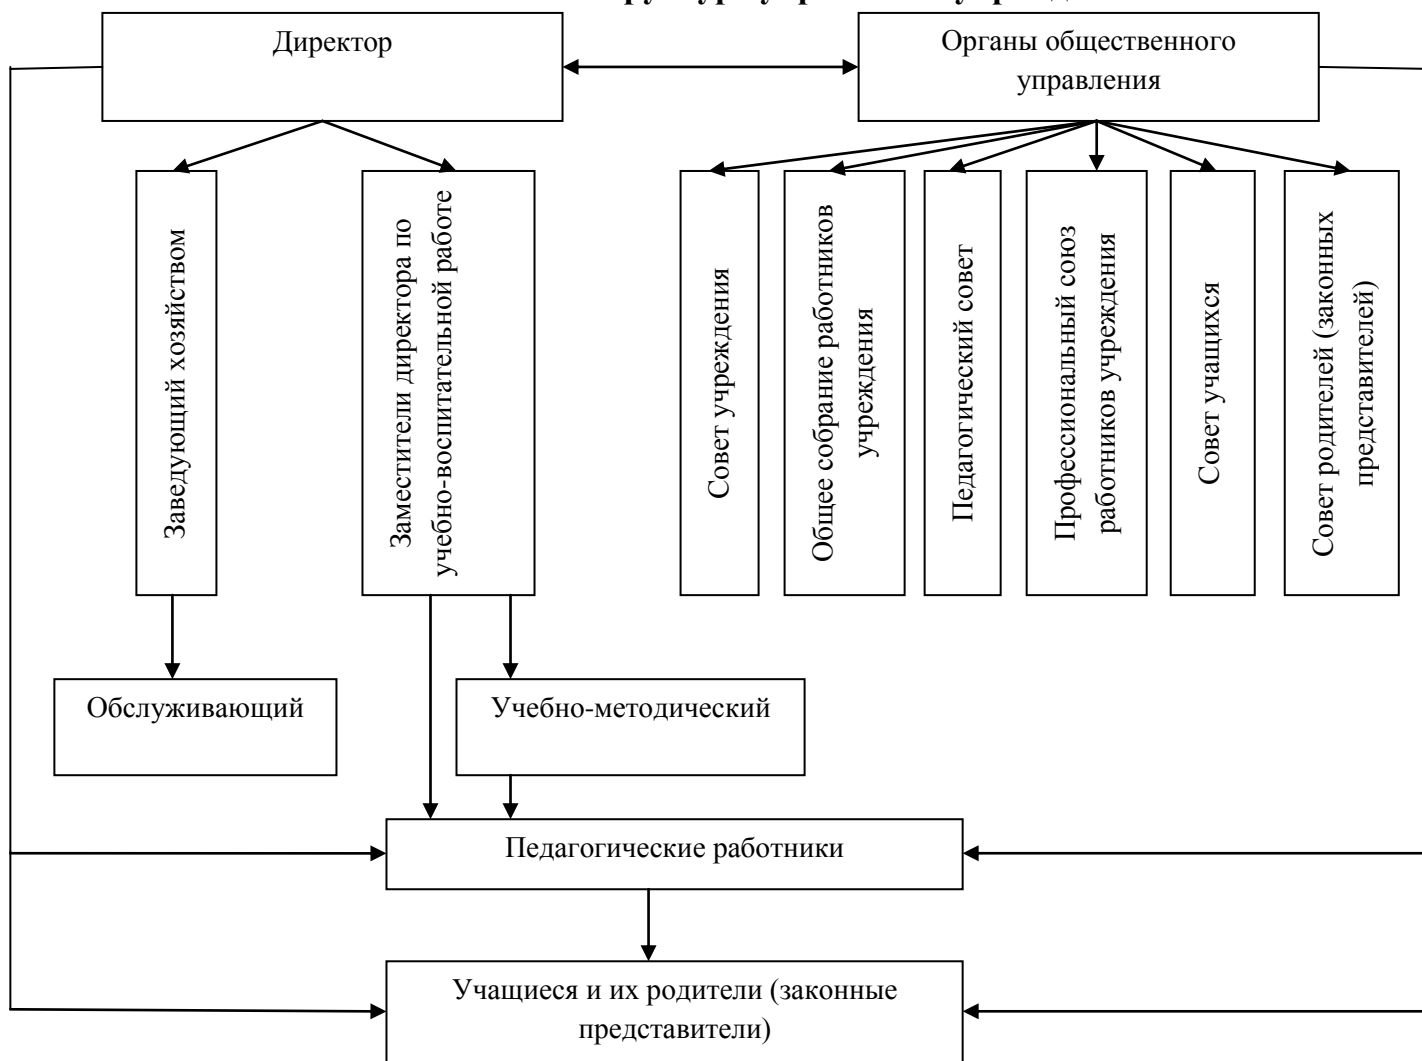 Директор
Органы общественного
управления
Заведующий хозяйством
Заместители директора по
учебно-воспитательной работе
Совет учреждения
Общее собрание работников
учреждения
Педагогический совет
Профессиональный союз
работников учреждения
Совет учащихся
Совет родителей (законных
представителей)
Обслуживающий
Учебно-методический
Педагогические работники
Учащиеся и их родители (законные
представители)